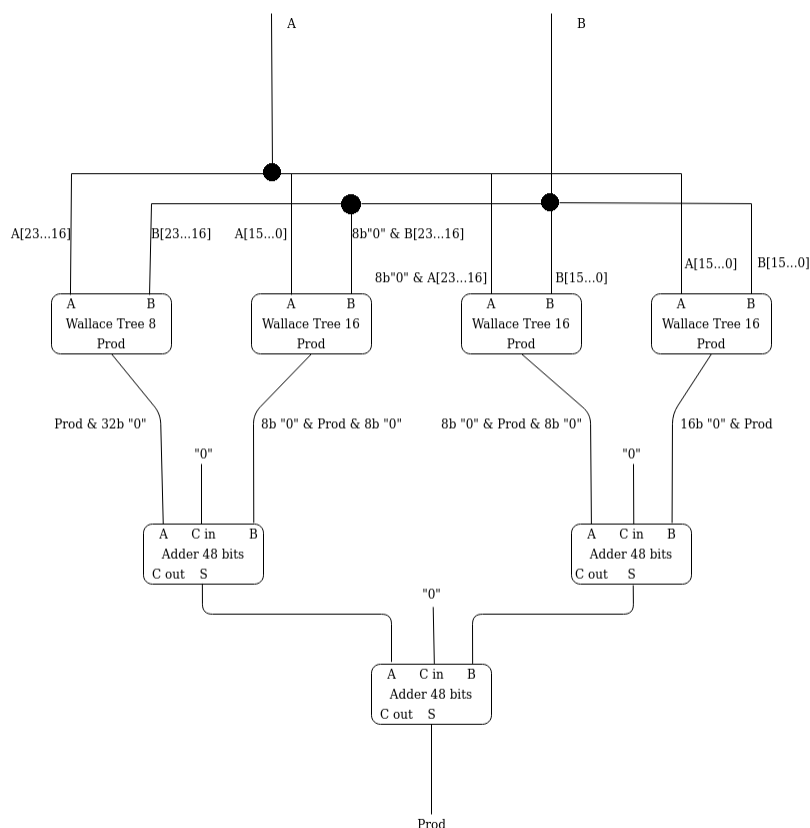 A
B
A[23...16]
B[23...16]
A[15...0]
8b"0" & B[23...16]
8b"0" & A[23...16]
B[15...0]
A[15...0]
B[15...0]
A B
Wallace Tree 8
Prod
A B
Wallace Tree 16
Prod
A B
Wallace Tree 16
Prod
A B
Wallace Tree 16
Prod
Prod & 32b "0"
8b "0" & Prod & 8b "0"
8b "0" & Prod & 8b "0"
16b "0" & Prod
"0"
"0"
A C in B
Adder 48 bits
C out S
A C in B
Adder 48 bits
C out S
"0"
A C in B
Adder 48 bits
C out S
Prod